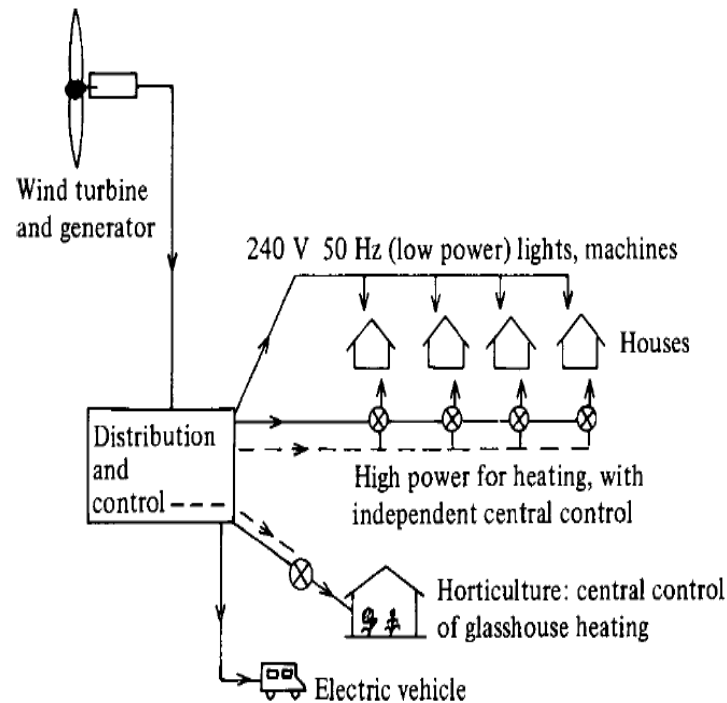 Wind turbine
and generator
240 V 50 Hz (low power) lights, machines
Houses
Distribution
and
control
High power for heating, with
independent central control
Horticulture: central control
of glasshouse heating
Electric vehicle